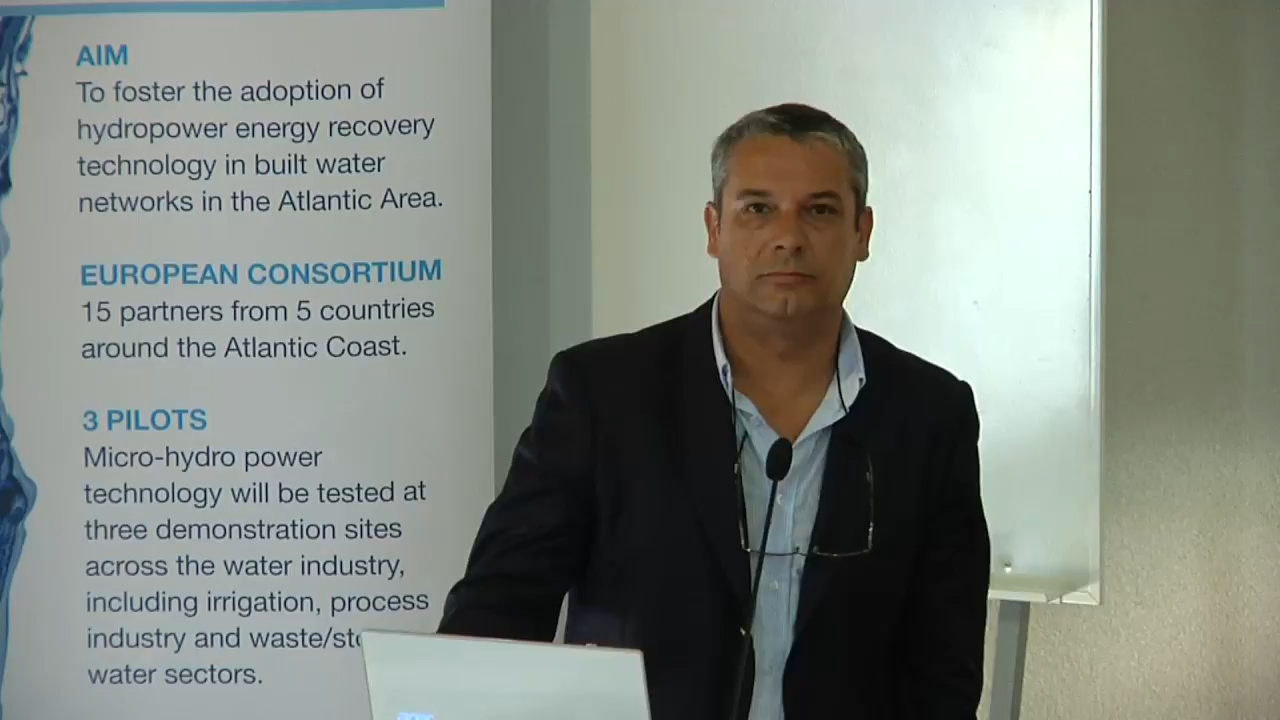 AIM
To foster the adoption of
hydropower energy recovery
technology in built water
networks in the Atlantic Area.
EUROPEAN CONSORTIUM
15 partners from 5 countries
around the Atlantic Coast.
3 PILOTS
Micro-hydro power
technology will be tested at
three demonstration sites
across the water industry,
including irrigation, process
industry and
water sectors.